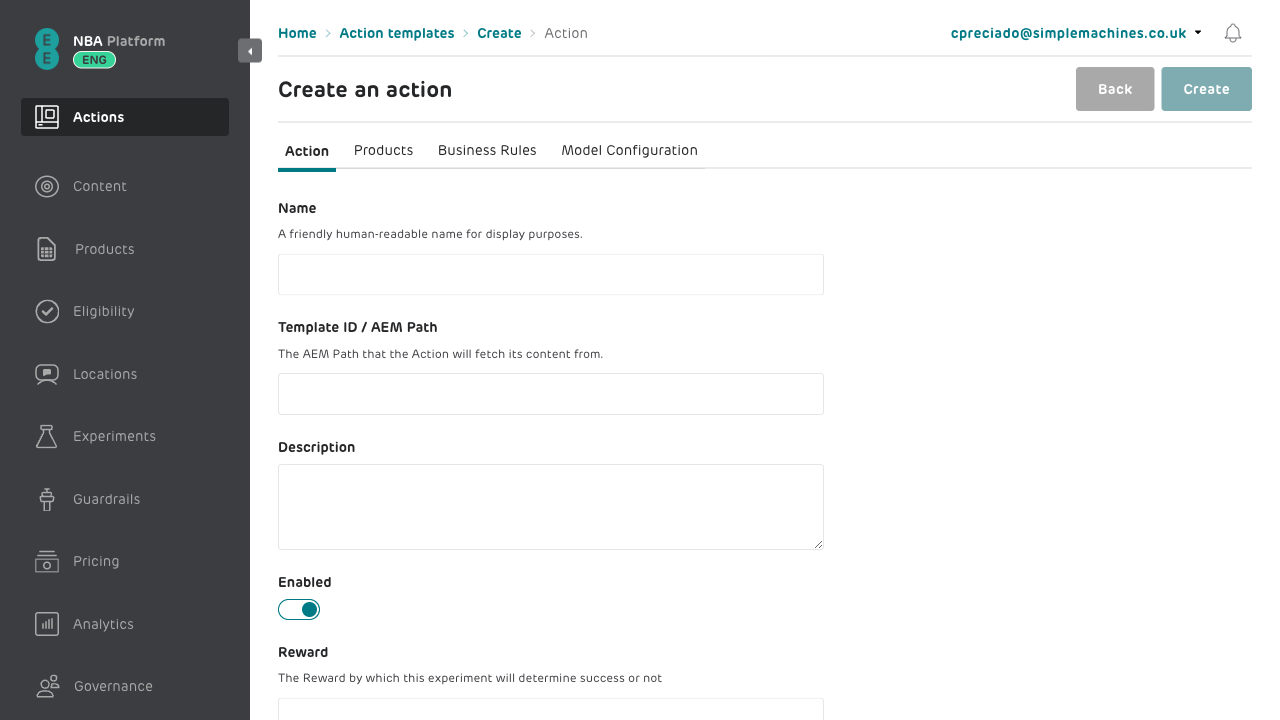 NBA Platform
ENG
Actions
Content
Products
Eligibility
Locations
Experiments
Guardrails
Pricing
Analytics
Governance
Home > Action templates > Create > Action
cpreciado@simplemachines.co.uk
Create an action
Back
Create
Action
Products
Business Rules
Model Configuration
Name
A friendly human-readable name for display purposes.
Template ID / AEM Path
The AEM Path that the Action will fetch its content from.
Description
Enabled
Reward
The Reward by which this experiment will determine success or not